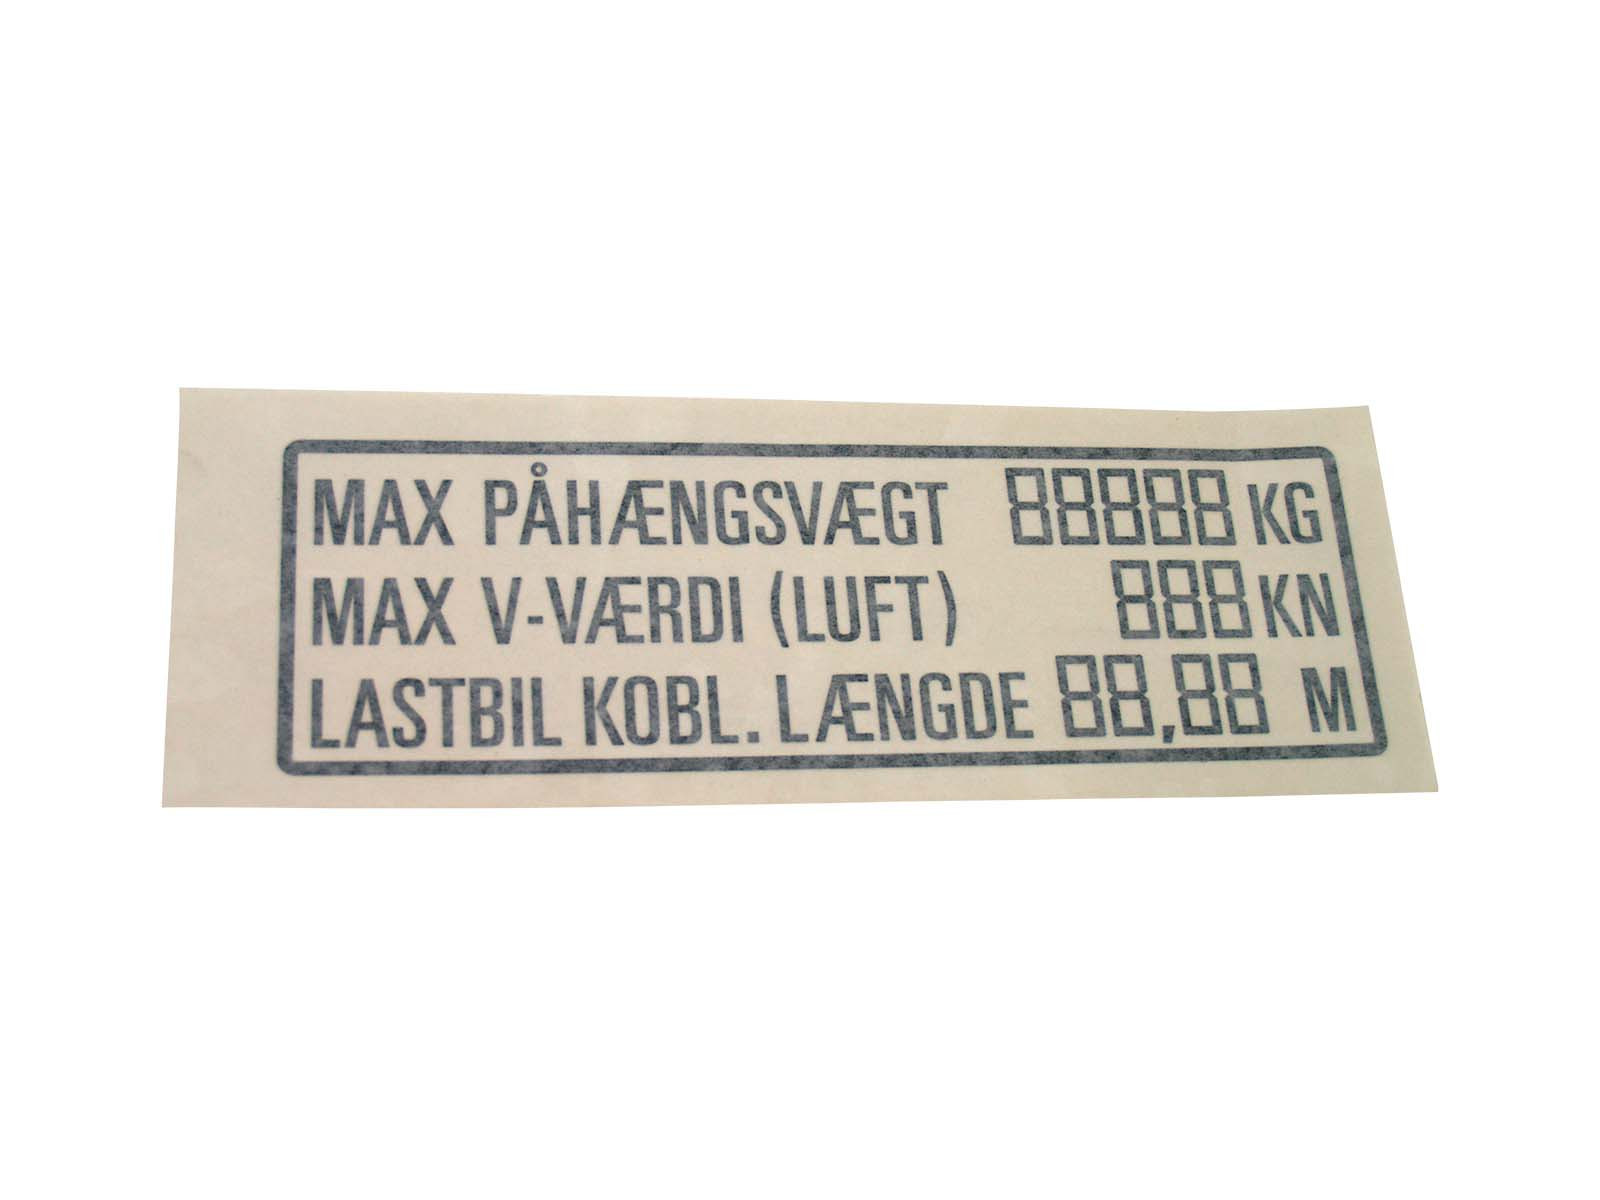 MAX PÅHÆNGSVÆGT 88888 KG
MAX V-VÆRDI (LUFT) 888 KN
LASTBIL KOBL. LÆNGDE 88,88 M